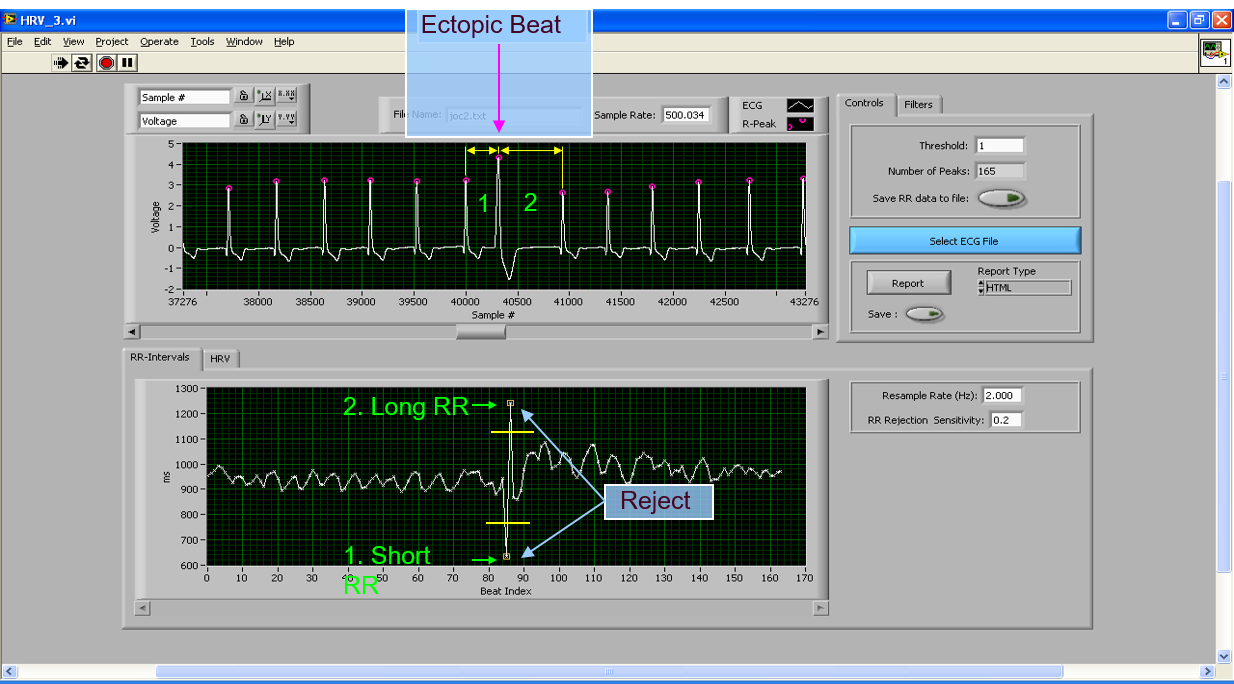 HRV_3.vi
File Edit View Project Operate Tools Window Help
Ectopic Beat
1
Sample #
Voltage
File Name: joc2.txt
Sample Rate: 500.034
ECG
R-Peak
5
4
3
2
1
0
-1
-2
Voltage
1 2
37276 38000 38500 39000 39500 40000 40500 41000 41500 42000 42500 43276
Sample #
Controls Filters
Threshold: 1
Number of Peaks: 165
Save RR data to file:
Select ECG File
Report
Report Type
HTML
Save :
RR-Intervals HRV
1300
1200
1100
1000
900
800
700
600
ms
2. Long RR
Reject
1. Short
RR
0 10 20 30 40 50 60 70 80 90 100 110 120 130 140 150 160 170
Beat Index
Resample Rate (Hz): 2.000
RR Rejection Sensitivity: 0.2